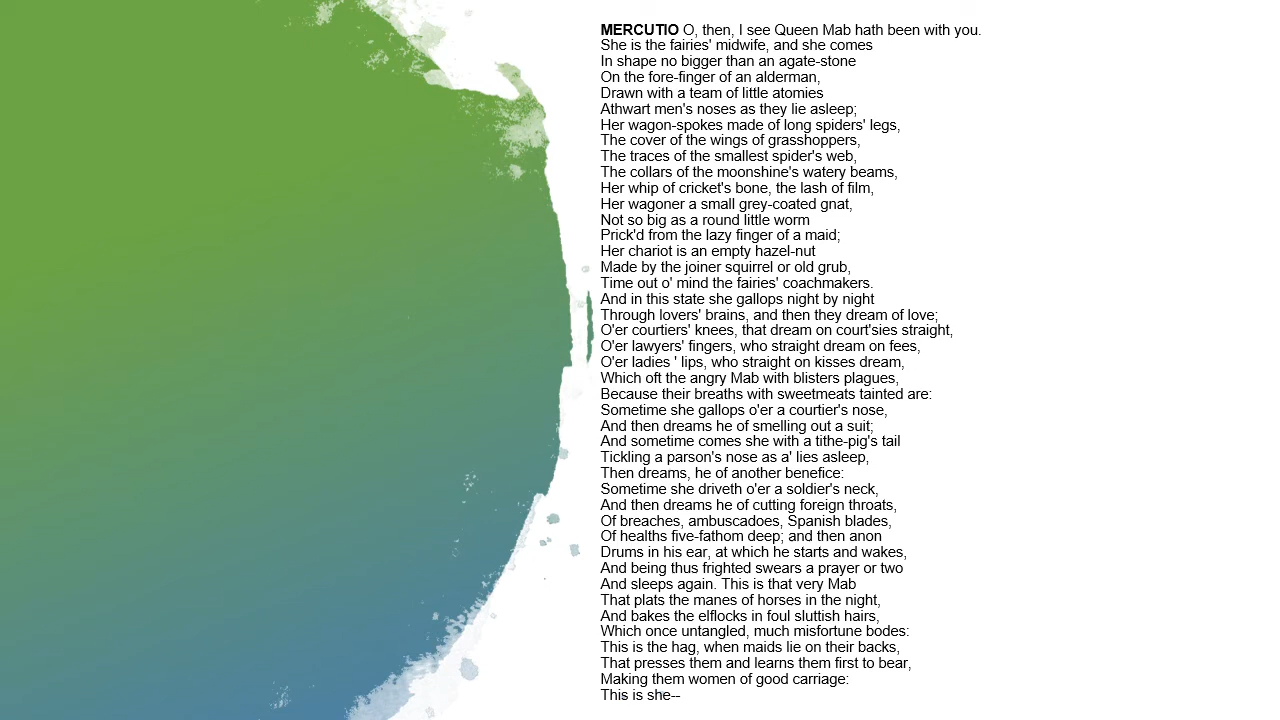 MERCUTIO O, then, I see Queen Mab hath been with you.
She is the fairies' midwife, and she comes
In shape no bigger than an agate-stone
On the fore-finger of an alderman,
Drawn with a team of little atomies
Athwart men's noses as they lie asleep;
Her wagon-spokes made of long spiders' legs,
The cover of the wings of grasshoppers,
The traces of the smallest spider's web,
The collars of the moonshine's watery beams,
Her whip of cricket's bone, the lash of film,
Her wagoner a small grey-coated gnat,
Not so big as a round little worm
Prick'd from the lazy finger of a maid;
Her chariot is an empty hazel-nut
Made by the joiner squirrel or old grub,
Time out o' mind the fairies' coachmakers.
And in this state she gallops night by night
Through lovers' brains, and then they dream of love;
O'er courtiers' knees, that dream on court'sies straight,
O'er lawyers' fingers, who straight dream on fees,
O'er ladies ' lips, who straight on kisses dream,
Which oft the angry Mab with blisters plagues,
Because their breaths with sweetmeats tainted are:
Sometime she gallops o'er a courtier's nose,
And then dreams he of smelling out a suit;
And sometime comes she with a tithe-pig's tail
Tickling a parson's nose as a' lies asleep,
Then dreams, he of another benefice:
Sometime she driveth o'er a soldier's neck,
And then dreams he of cutting foreign throats,
Of breaches, ambuscadoes, Spanish blades,
Of healths five-fathom deep; and then anon
Drums in his ear, at which he starts and wakes,
And being thus frighted swears a prayer or two
And sleeps again. This is that very Mab
That plats the manes of horses in the night,
And bakes the elflocks in foul sluttish hairs,
Which once untangled, much misfortune bodes:
This is the hag, when maids lie on their backs,
That presses them and learns them first to bear,
Making them women of good carriage:
This is she--